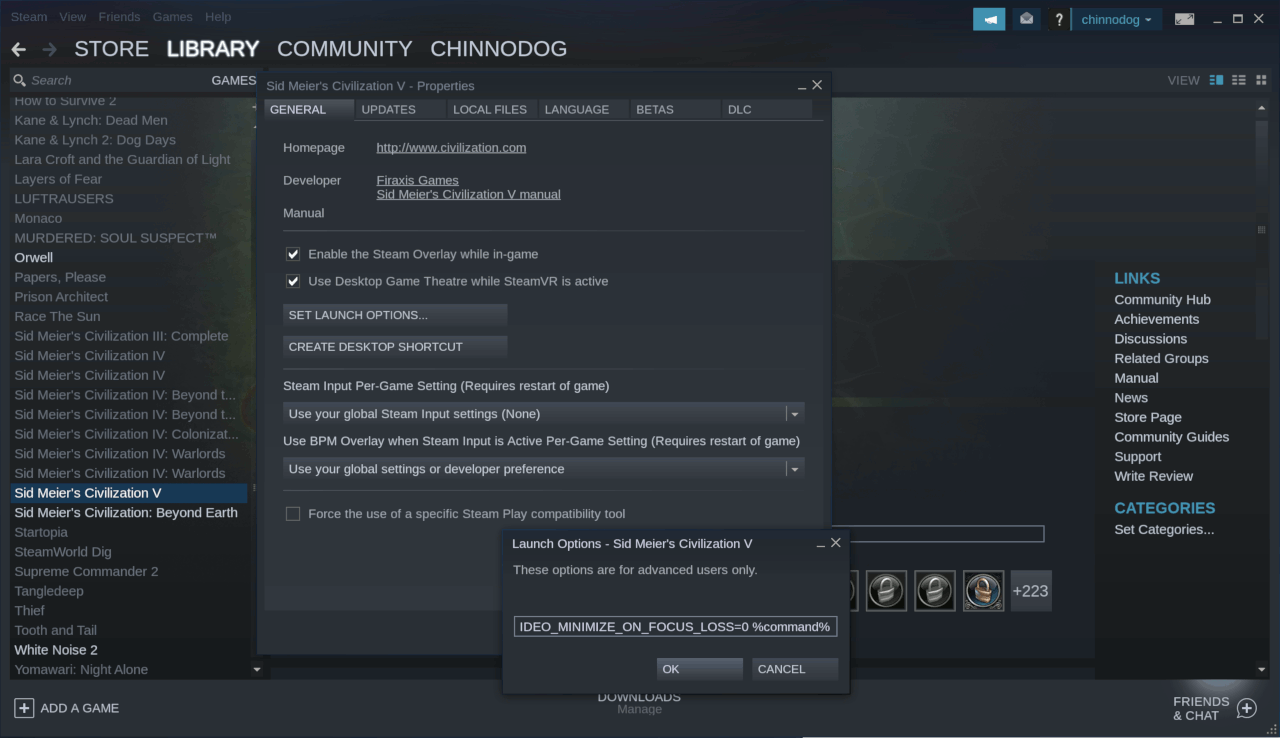 Steam View Friends Games Help
? chinnodog
STORE LIBRARY COMMUNITY CHINNODOG
Search GAMES
VIEW
How to Survive 2
Kane & Lynch: Dead Men
Kane & Lynch 2: Dog Days
Lara Croft and the Guardian of Light
Layers of Fear
LUFTRAUSERS
Monaco
MURDERED: SOUL SUSPECT™
Orwell
Papers, Please
Prison Architect
Race The Sun
Sid Meier's Civilization III: Complete
Sid Meier's Civilization IV
Sid Meier's Civilization IV
Sid Meier's Civilization IV: Beyond t...
Sid Meier's Civilization IV: Beyond t...
Sid Meier's Civilization IV: Colonizat...
Sid Meier's Civilization IV: Warlords
Sid Meier's Civilization IV: Warlords
Sid Meier's Civilization V
Sid Meier's Civilization: Beyond Earth
Startopia
SteamWorld Dig
Supreme Commander 2
Tangledeep
Thief
Tooth and Tail
White Noise 2
Yomawari: Night Alone
Sid Meier's Civilization V - Properties
GENERAL UPDATES LOCAL FILES LANGUAGE BETAS DLC
Homepage http://www.civilization.com
Developer Firaxis Games
Sid Meier's Civilization V manual
Manual
Enable the Steam Overlay while in-game
Use Desktop Game Theatre while SteamVR is active
SET LAUNCH OPTIONS...
CREATE DESKTOP SHORTCUT
Steam Input Per-Game Setting (Requires restart of game)
Use your global Steam Input settings (None)
Use BPM Overlay when Steam Input is Active Per-Game Setting (Requires restart of game)
Use your global settings or developer preference
Force the use of a specific Steam Play compatibility tool
Launch Options - Sid Meier's Civilization V
These options are for advanced users only.
IDEO_MINIMIZE_ON_FOCUS_LOSS=0 %command%
OK CANCEL
+223
LINKS
Community Hub
Achievements
Discussions
Related Groups
Manual
News
Store Page
Community Guides
Support
Write Review
CATEGORIES
Set Categories...
ADD A GAME
DOWNLOADS
Manage
FRIENDS
& CHAT